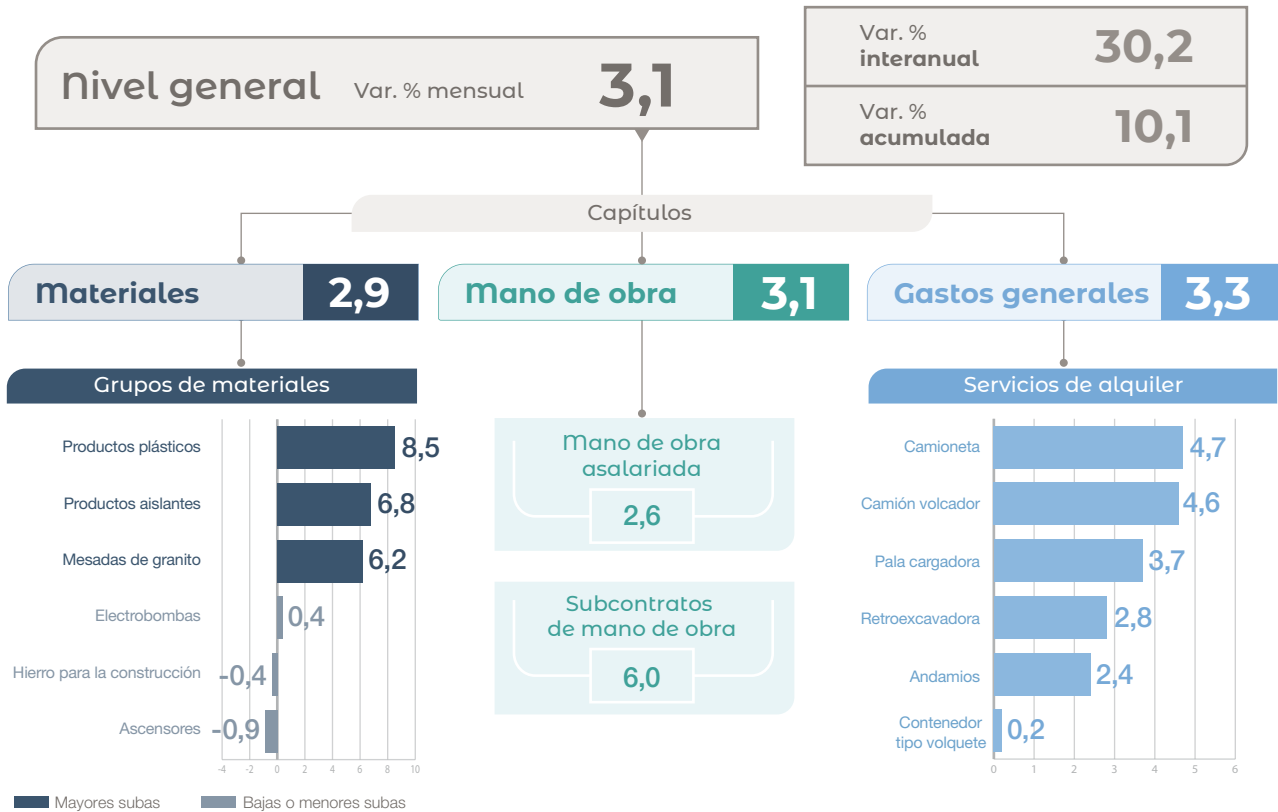 Nivel general Var. % mensual 3,1
Var. %
interanual 30,2
Var. %
acumulada 10,1
Capítulos
Materiales 2,9
Mano de obra 3,1
Gastos generales 3,3
Grupos de materiales
Productos plásticos 8,5
Productos aislantes 6,8
Mesadas de granito 6,2
Electrobombas 0,4
Hierro para la construcción -0,4
Ascensores -0,9
-4 -2 0 2 4 6 8 10
Mayores subas Bajas o menores subas
Mano de obra
asalariada
2,6
Subcontratos
de mano de obra
6,0
Servicios de alquiler
Camioneta 4,7
Camión volcador 4,6
Pala cargadora 3,7
Retroexcavadora 2,8
Andamios 2,4
Contenedor
tipo volquete 0,2
0 1 2 3 4 5 6